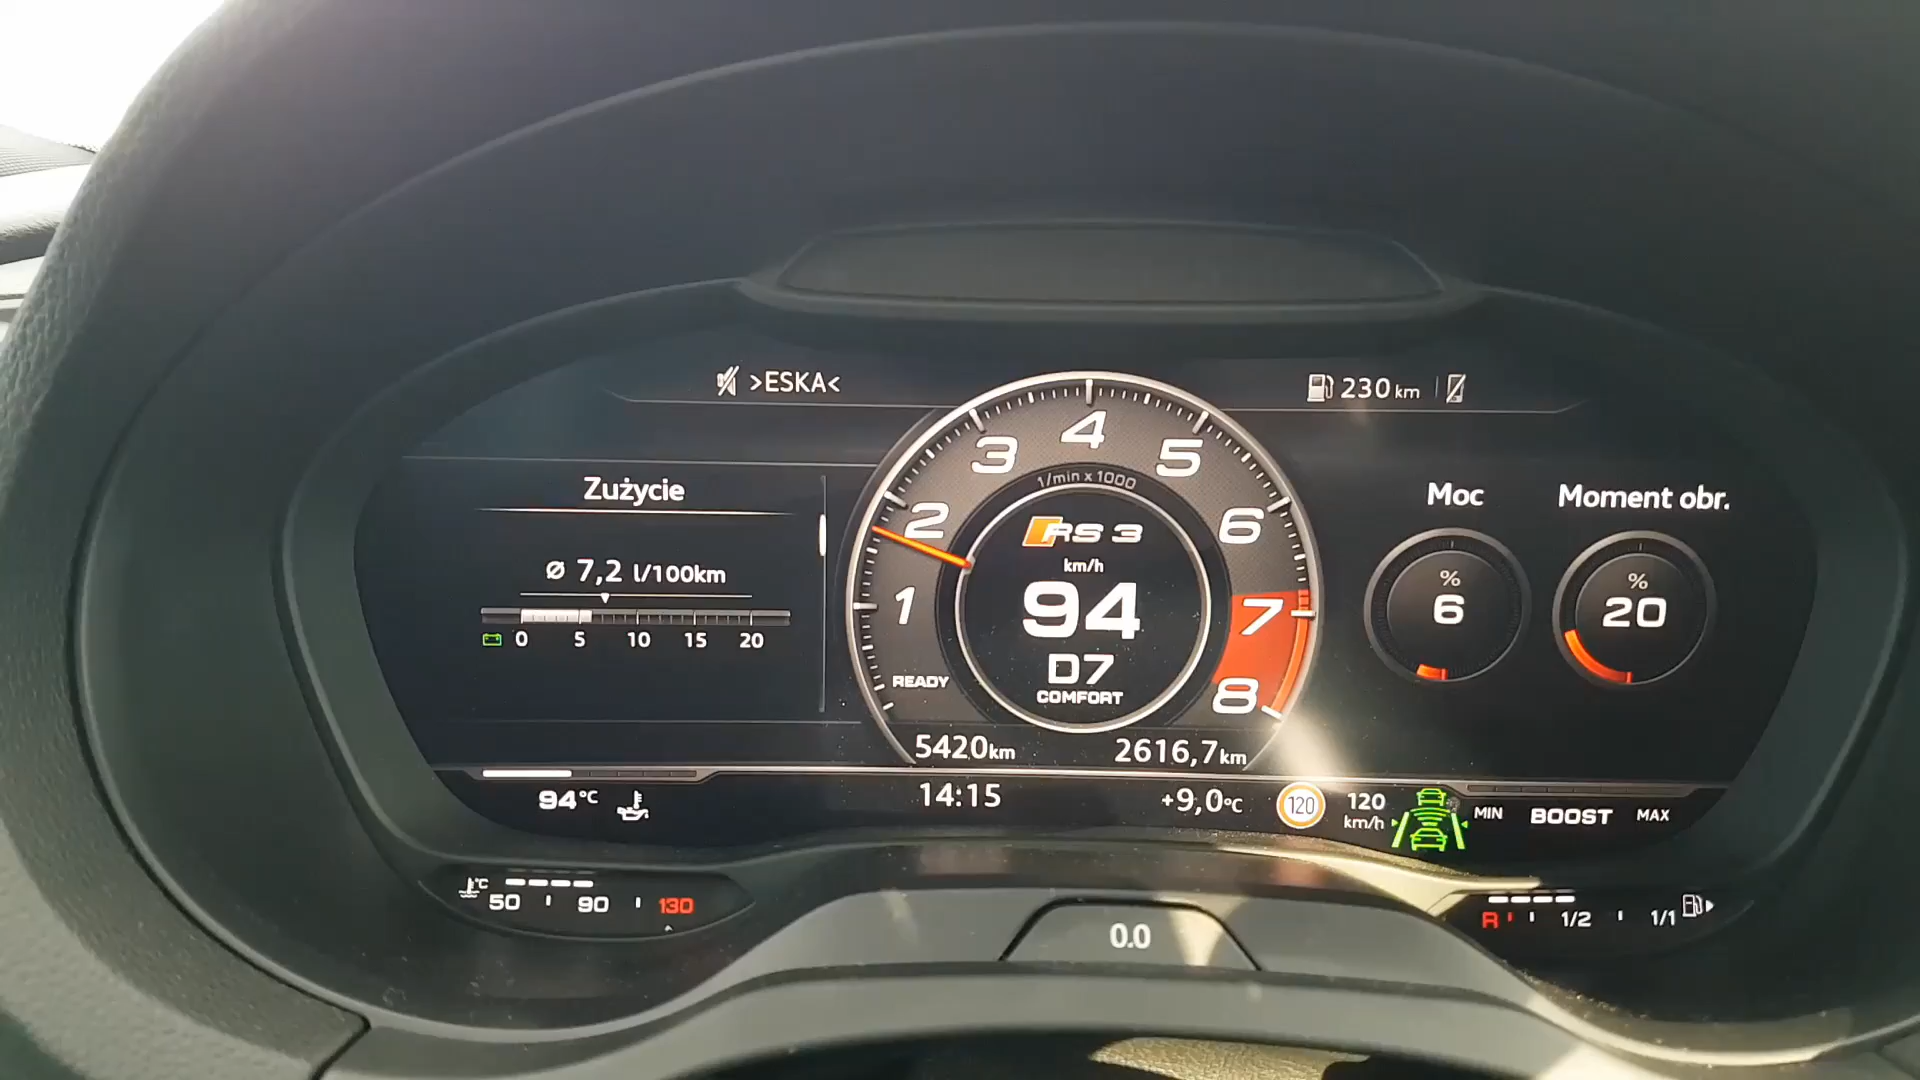 >ESKA<
230 km
Zużycie
ø 7,2 l/100km
0 5 10 15 20
1 2 3 4 5 6 7 8
1/min x 1000
RS 3
km/h
94
D7
COMFORT
READY
5420km
2616,7km
Moc
%
6
Moment obr.
%
20
94°C
14:15
+9,0°C
120
120
km/h
MIN BOOST MAX
°C
50 90 130
0.0
R 1/2 1/1